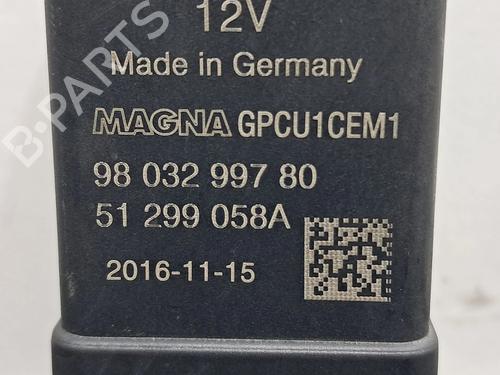 12V
Made in Germany
MAGNA GPCU1CEM1
98 032 997 80
51 299 058A
2016-11-15
B-PARTS